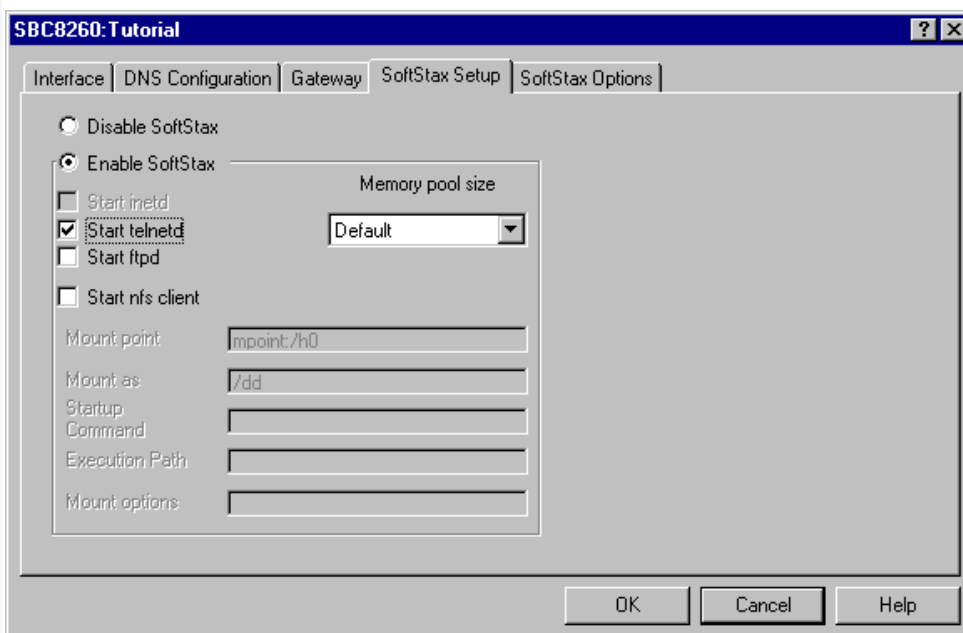 SBC8260:Tutorial
Interface DNS Configuration Gateway SoftStax Setup SoftStax Options
Disable SoftStax
Enable SoftStax
Memory pool size
Start inetd
Start telnetd Default
Start ftpd
Start nfs client
Mount point mpoint:/h0
Mount as /dd
Startup
Command
Execution Path
Mount options
OK Cancel Help